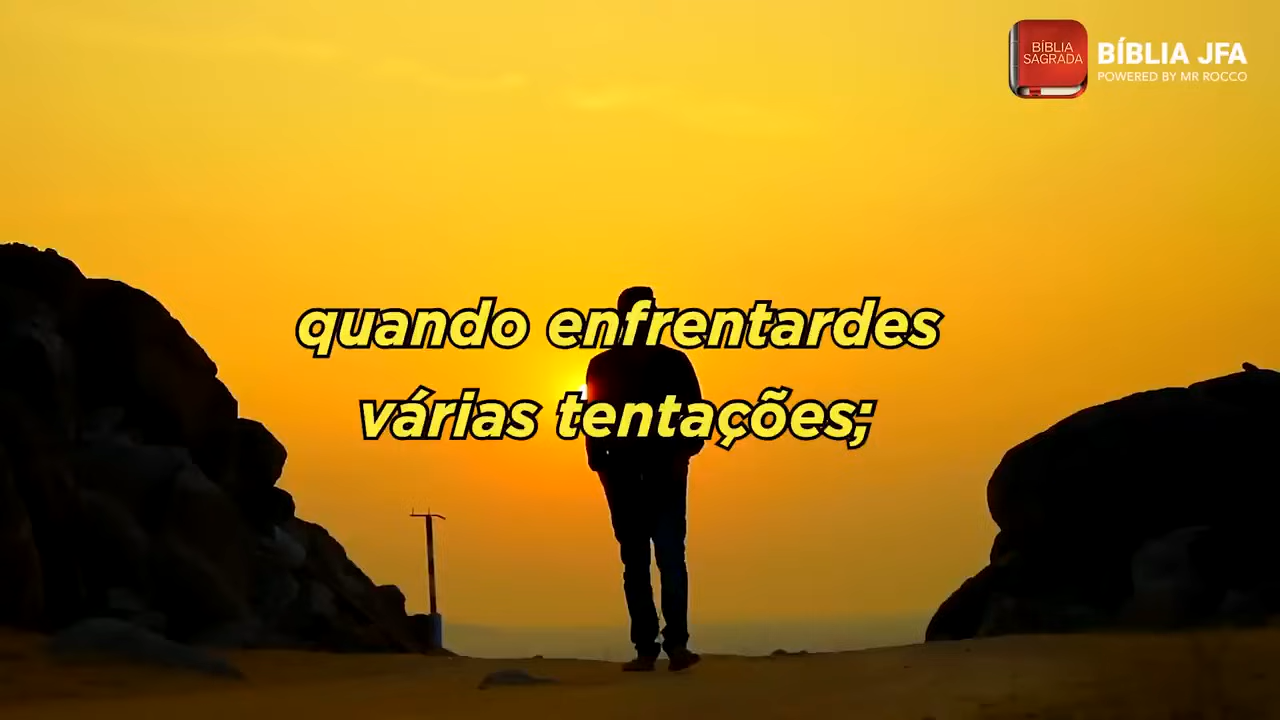 BÍBLIA
SAGRADA
BÍBLIA JFA
POWERED BY MR ROCCO
quando enfrentardes
várias tentações;